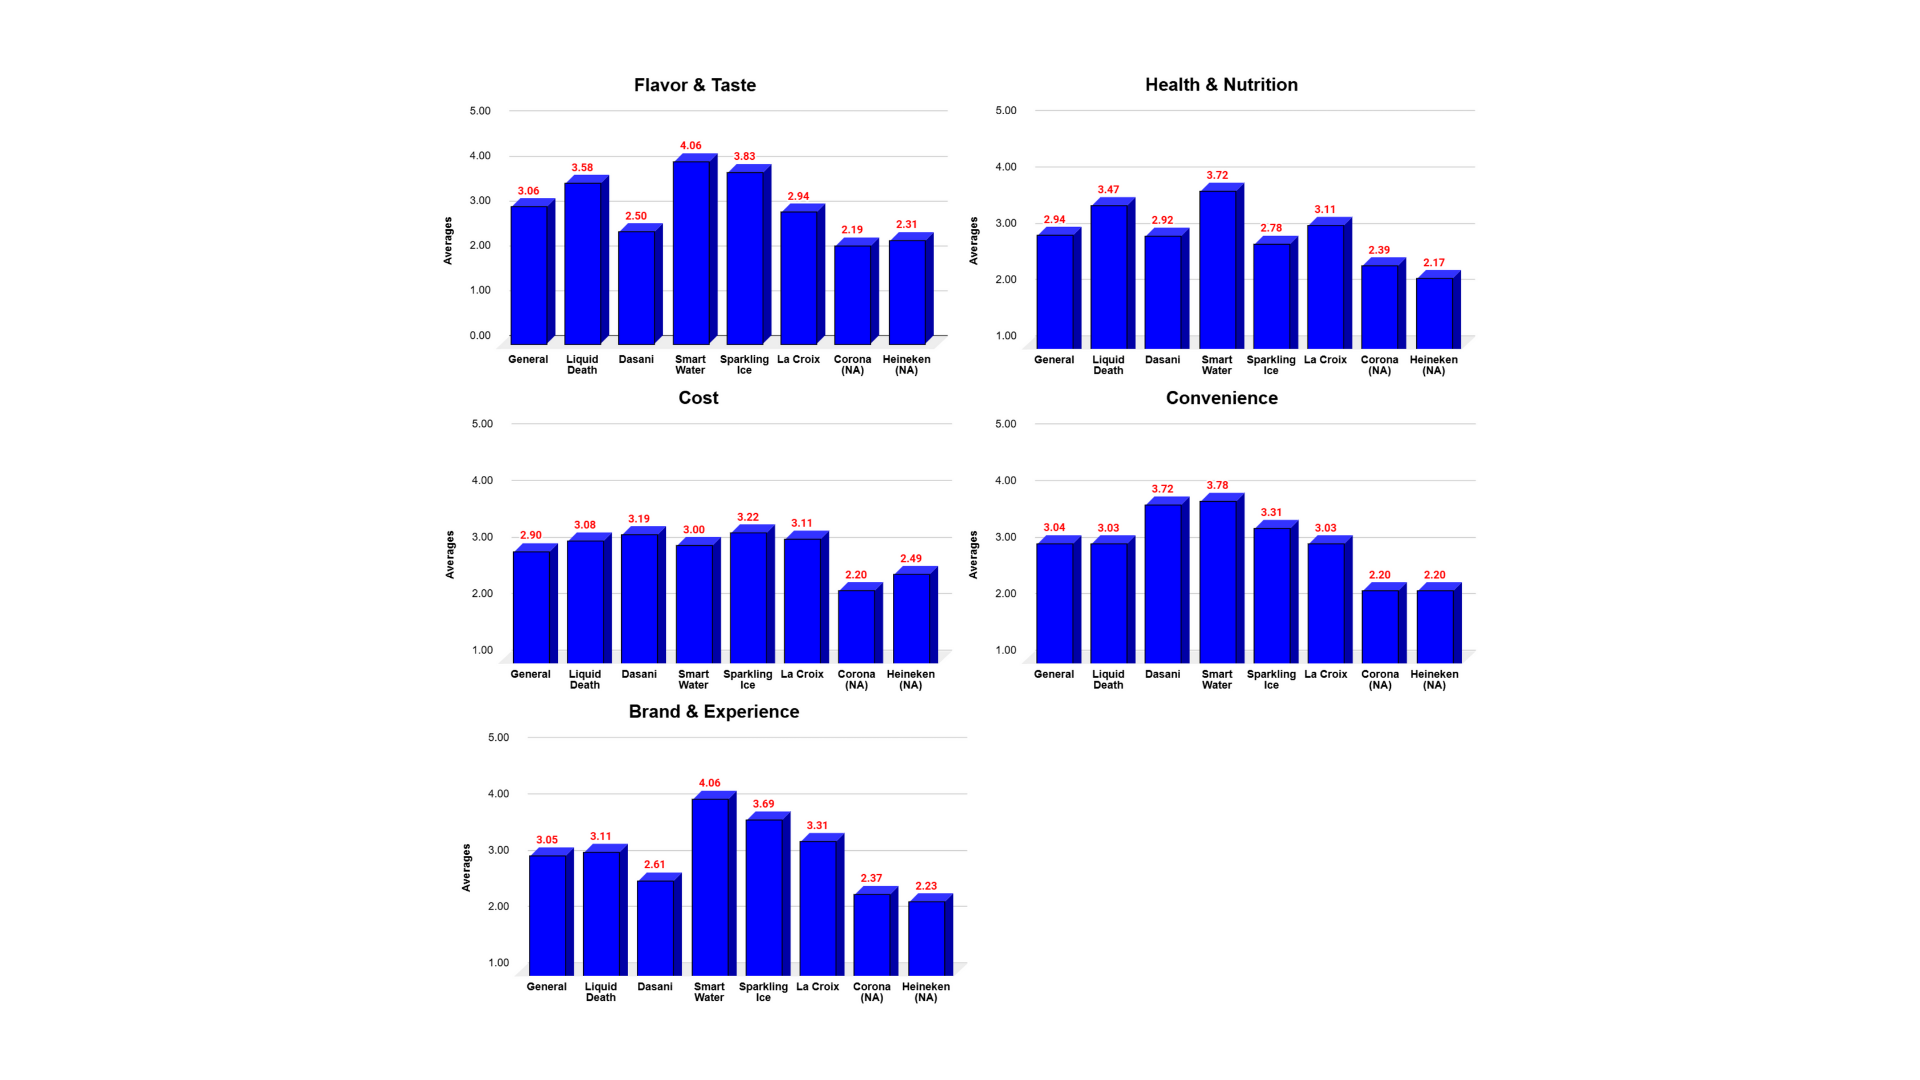 Flavor & Taste
5.00
4.00
3.00
2.00
1.00
0.00
Averages
3.06
3.58
2.50
4.06
3.83
2.94
2.19
2.31
General
Liquid
Death
Dasani
Smart
Water
Sparkling
Ice
La Croix
Corona
(NA)
Heineken
(NA)
Health & Nutrition
5.00
4.00
3.00
2.00
1.00
Averages
2.94
3.47
2.92
3.72
2.78
3.11
2.39
2.17
General
Liquid
Death
Dasani
Smart
Water
Sparkling
Ice
La Croix
Corona
(NA)
Heineken
(NA)
Cost
5.00
4.00
3.00
2.00
1.00
Averages
2.90
3.08
3.19
3.00
3.22
3.11
2.20
2.49
General
Liquid
Death
Dasani
Smart
Water
Sparkling
Ice
La Croix
Corona
(NA)
Heineken
(NA)
Convenience
5.00
4.00
3.00
2.00
1.00
Averages
3.04
3.03
3.72
3.78
3.31
3.03
2.20
2.20
General
Liquid
Death
Dasani
Smart
Water
Sparkling
Ice
La Croix
Corona
(NA)
Heineken
(NA)
Brand & Experience
5.00
4.00
3.00
2.00
1.00
Averages
3.05
3.11
2.61
4.06
3.69
3.31
2.37
2.23
General
Liquid
Death
Dasani
Smart
Water
Sparkling
Ice
La Croix
Corona
(NA)
Heineken
(NA)